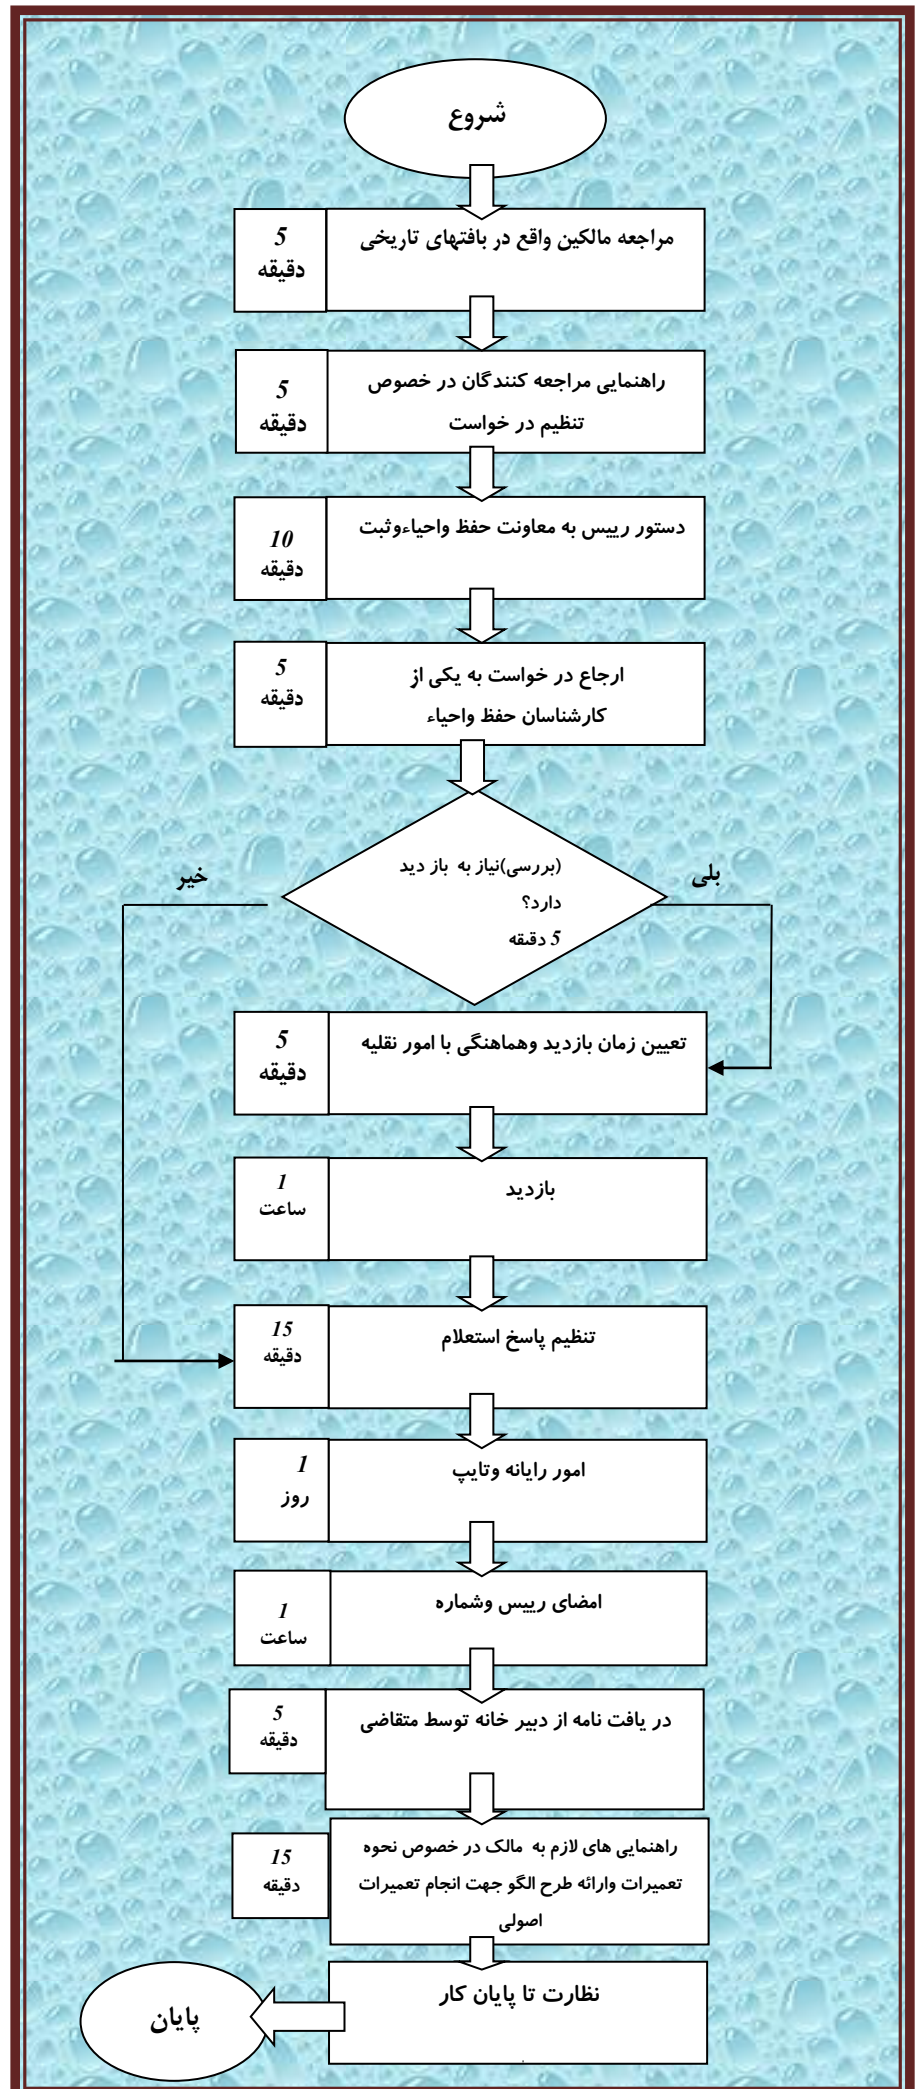 شروع
مراجعه مالکین واقع در بافتهای تاریخی
5
دقیقه
راهنمایی مراجعه کنندگان در خصوص
تنظیم در خواست
5
دقیقه
دستور رییس به معاونت حفظ واحیاءوثبت
10
دقیقه
ارجاع در خواست به یکی از
کارشناسان حفظ واحیاء
5
دقیقه
(بررسی)نیاز به باز دید
دارد؟
5 دقیقه
بلی
خیر
تعیین زمان بازدید وهماهنگی با امور نقلیه
5
دقیقه
بازدید
1
ساعت
تنظیم پاسخ استعلام
15
دقیقه
امور رایانه وتایپ
1
روز
امضای رییس وشماره
1
ساعت
در یافت نامه از دبیر خانه توسط متقاضی
5
دقیقه
راهنمایی های لازم به مالک در خصوص نحوه
تعمیرات وارائه طرح الگو جهت انجام تعمیرات
اصولی
15
دقیقه
نظارت تا پایان کار
پایان